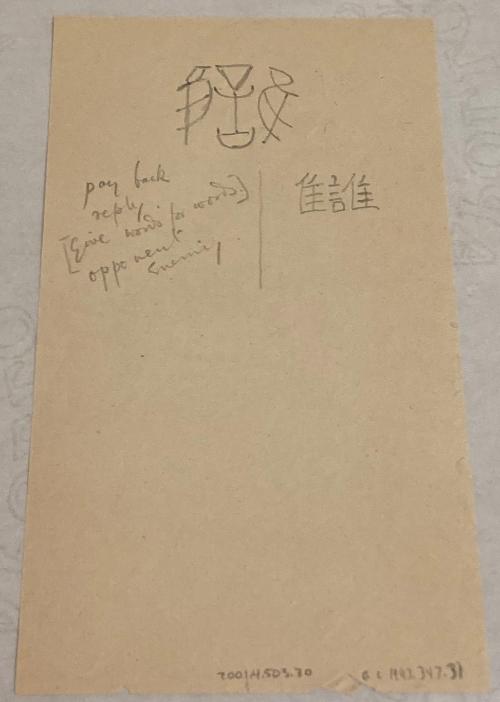 pay back
reply
[Give words for words]
opponent
enemy
讎